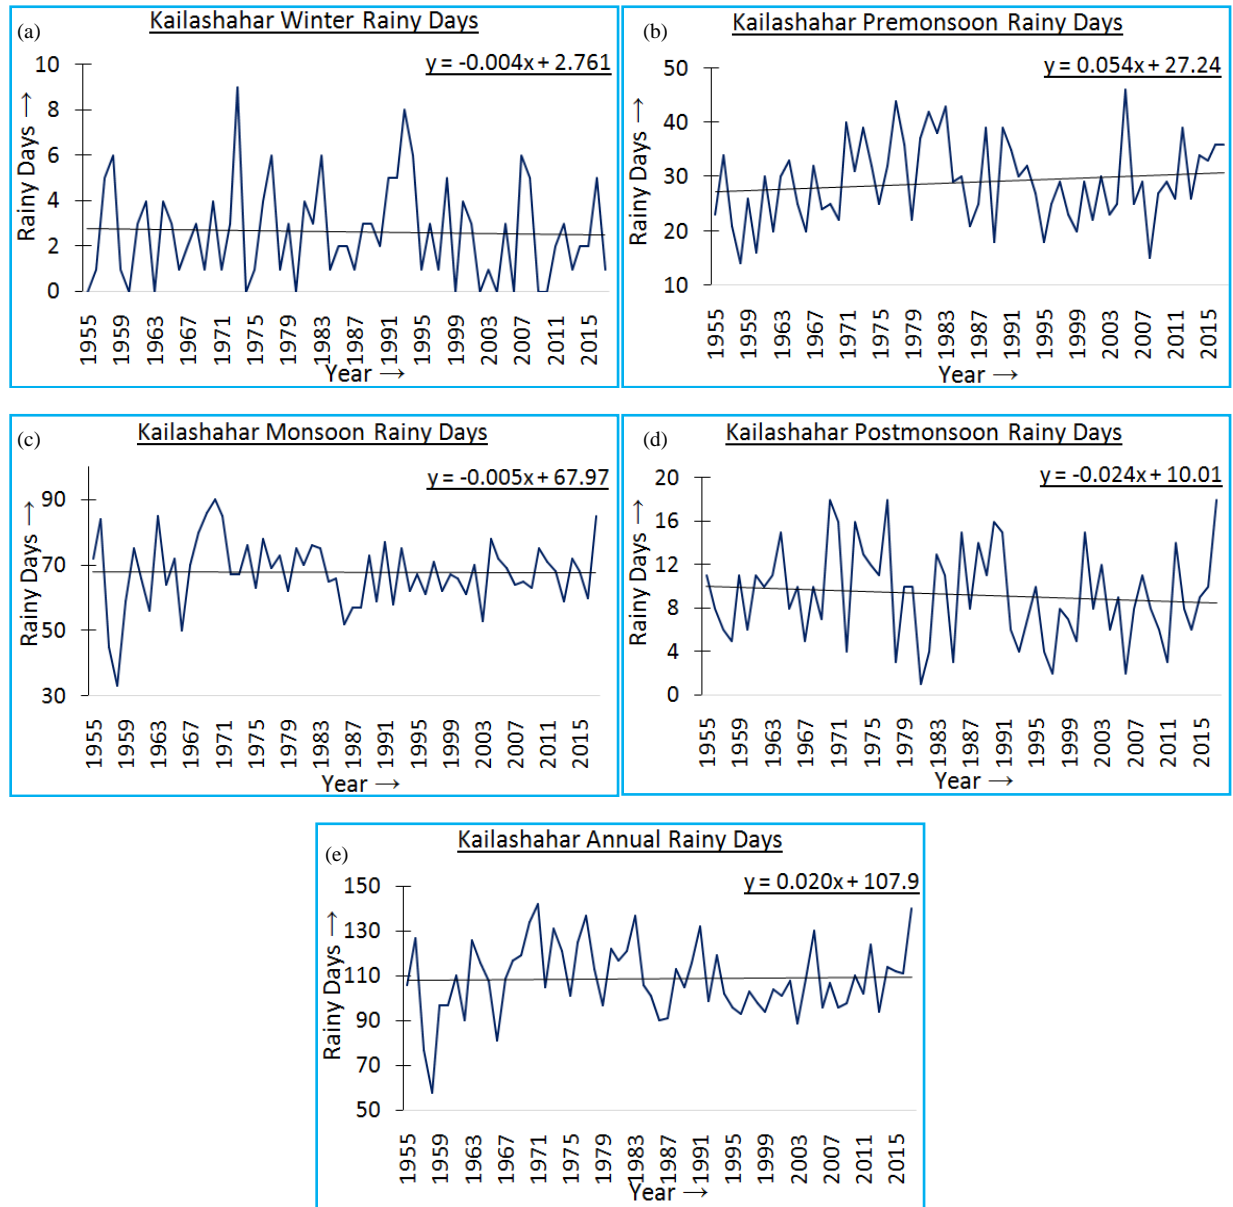 (a)
Kailashahar Winter Rainy Days
y = -0.004x + 2.761
Rainy Days →
10
8
6
4
2
0
1955 1959 1963 1967 1971 1975 1979 1983 1987 1991 1995 1999 2003 2007 2011 2015
Year →
(b)
Kailashahar Premonsoon Rainy Days
y = 0.054x + 27.24
Rainy Days →
50
40
30
20
10
1955 1959 1963 1967 1971 1975 1979 1983 1987 1991 1995 1999 2003 2007 2011 2015
Year →
(c)
Kailashahar Monsoon Rainy Days
y = -0.005x + 67.97
Rainy Days →
90
70
50
30
1955 1959 1963 1967 1971 1975 1979 1983 1987 1991 1995 1999 2003 2007 2011 2015
Year →
(d)
Kailashahar Postmonsoon Rainy Days
y = -0.024x + 10.01
Rainy Days →
20
16
12
8
4
0
1955 1959 1963 1967 1971 1975 1979 1983 1987 1991 1995 1999 2003 2007 2011 2015
Year →
(e)
Kailashahar Annual Rainy Days
y = 0.020x + 107.9
Rainy Days →
150
130
110
90
70
50
1955 1959 1963 1967 1971 1975 1979 1983 1987 1991 1995 1999 2003 2007 2011 2015
Year →